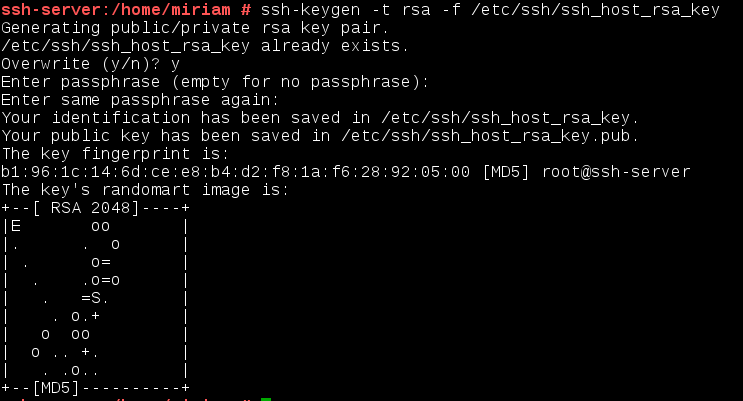 ssh-server:/home/miriam # ssh-keygen -t rsa -f /etc/ssh/ssh_host_rsa_key
Generating public/private rsa key pair.
/etc/ssh/ssh_host_rsa_key already exists.
Overwrite (y/n)? y
Enter passphrase (empty for no passphrase):
Enter same passphrase again:
Your identification has been saved in /etc/ssh/ssh_host_rsa_key.
Your public key has been saved in /etc/ssh/ssh_host_rsa_key.pub.
The key fingerprint is:
b1:96:1c:14:6d:ce:e8:b4:d2:f8:1a:f6:28:92:05:00 [MD5] root@ssh-server
The key's randomart image is:
+--[ RSA 2048]----+
|E       oo       |
|.      .  o      |
| .      o=       |
|  .    .o=o      |
|   .   =S.       |
|    . o.+        |
|   o  oo         |
|  o .. +.        |
|   . .o..        |
+--[MD5]----------+